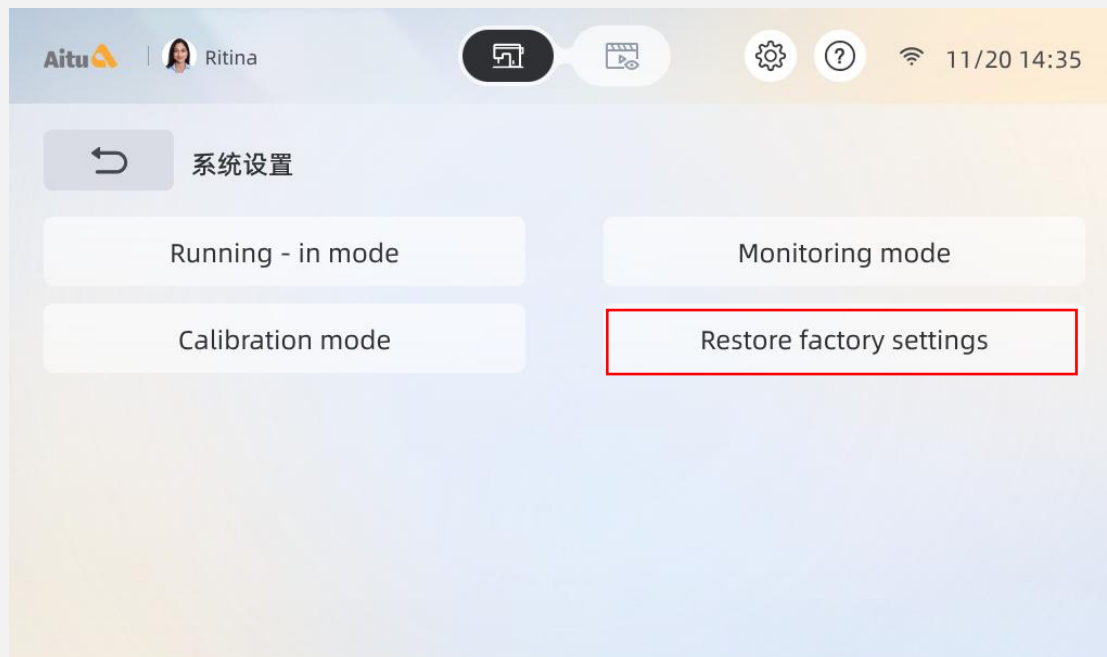 Aitu Ritina 11/20 14:35
系统设置
Running - in mode
Monitoring mode
Calibration mode
Restore factory settings